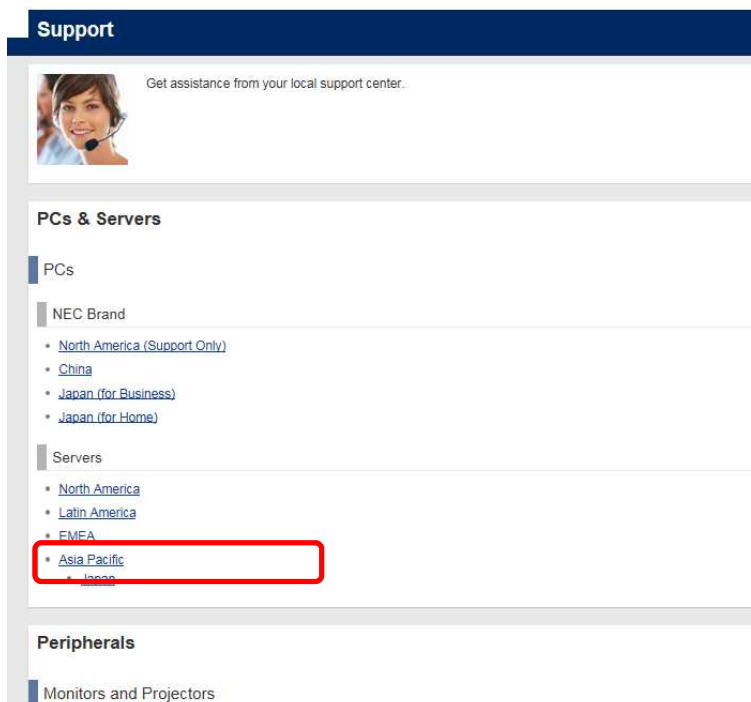 Support
Get assistance from your local support center.
PCs & Servers
PCs
NEC Brand
North America (Support Only)
China
Japan (for Business)
Japan (for Home)
Servers
North America
Latin America
EMEA
Asia Pacific
Japan
Peripherals
Monitors and Projectors